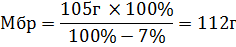 Мбр = 105г ×100% / 100% − 7% = 112г